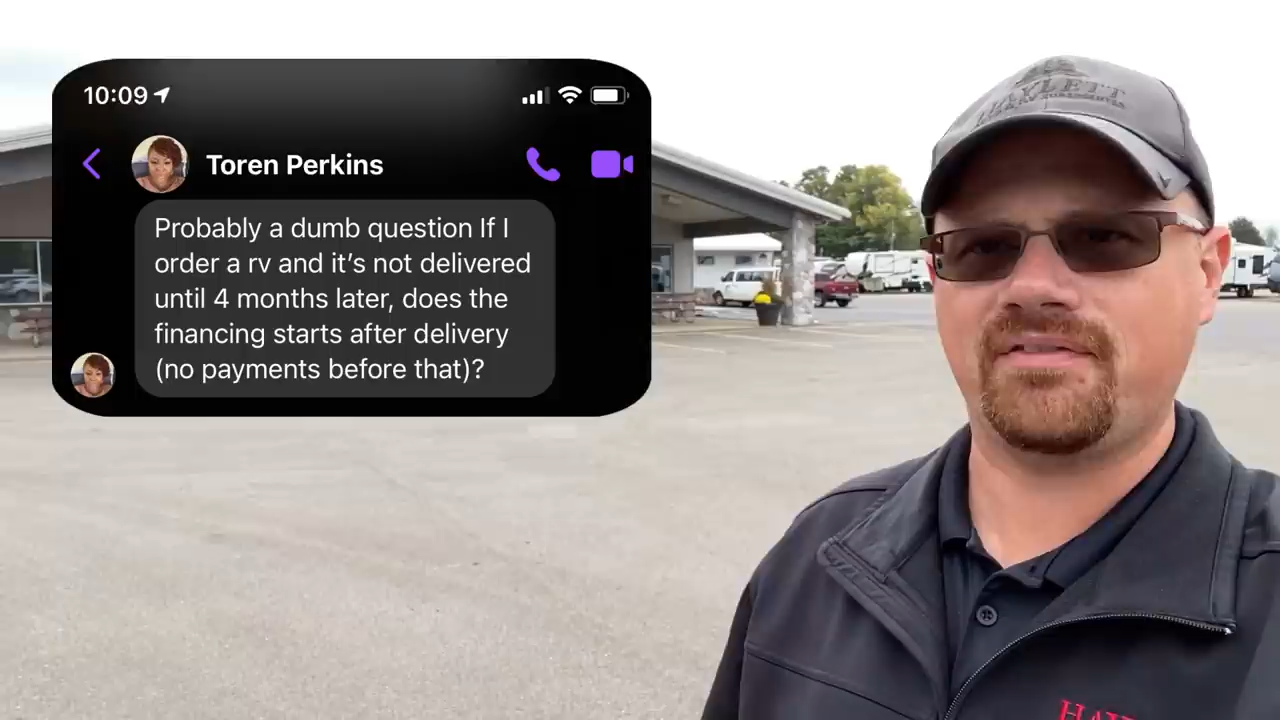 10:09
Toren Perkins
Probably a dumb question If I
order a rv and it’s not delivered
until 4 months later, does the
financing starts after delivery
(no payments before that)?
HAYLETT